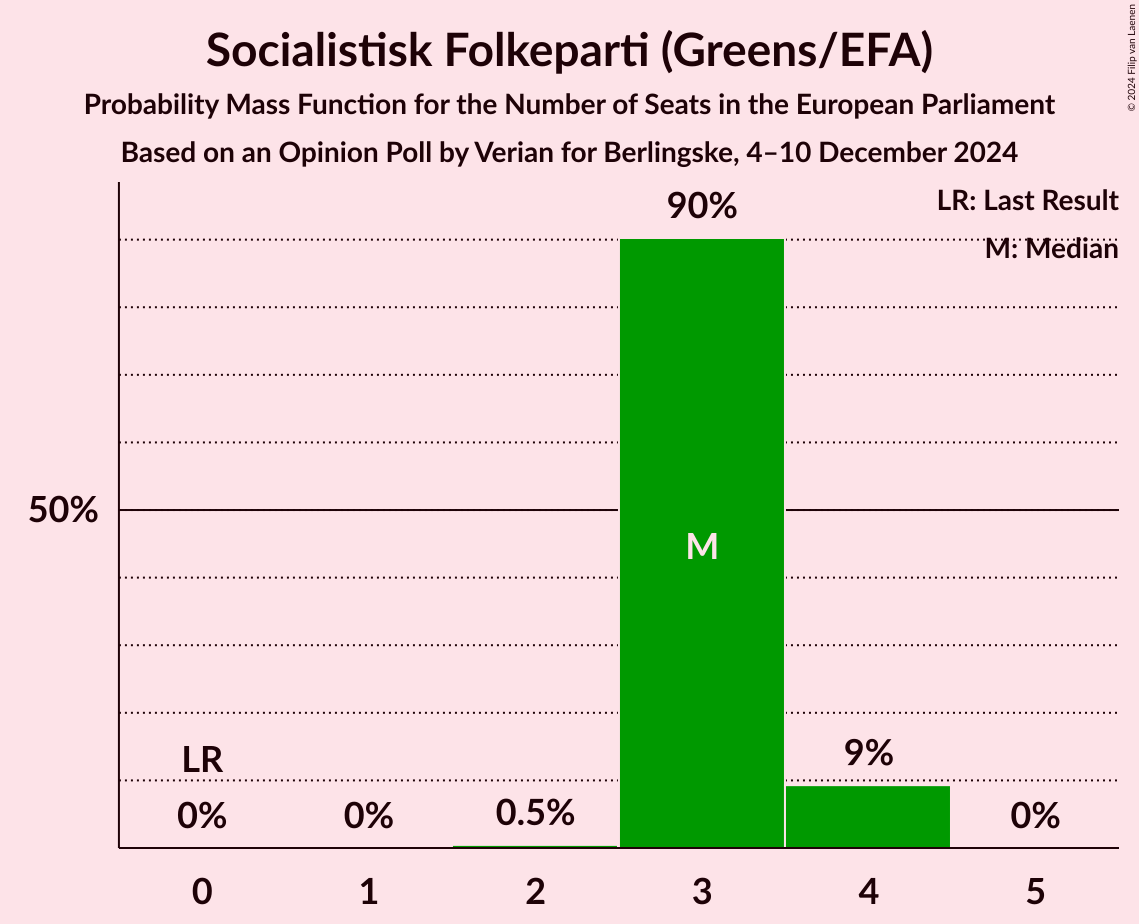 Socialistisk Folkeparti (Greens/EFA)
Probability Mass Function for the Number of Seats in the European Parliament
Based on an Opinion Poll by Verian for Berlingske, 4–10 December 2024
© 2024 Filip van Laenen
LR: Last Result
M: Median
90%
50%
M
LR
9%
0%
0%
0.5%
0%
0
1
2
3
4
5